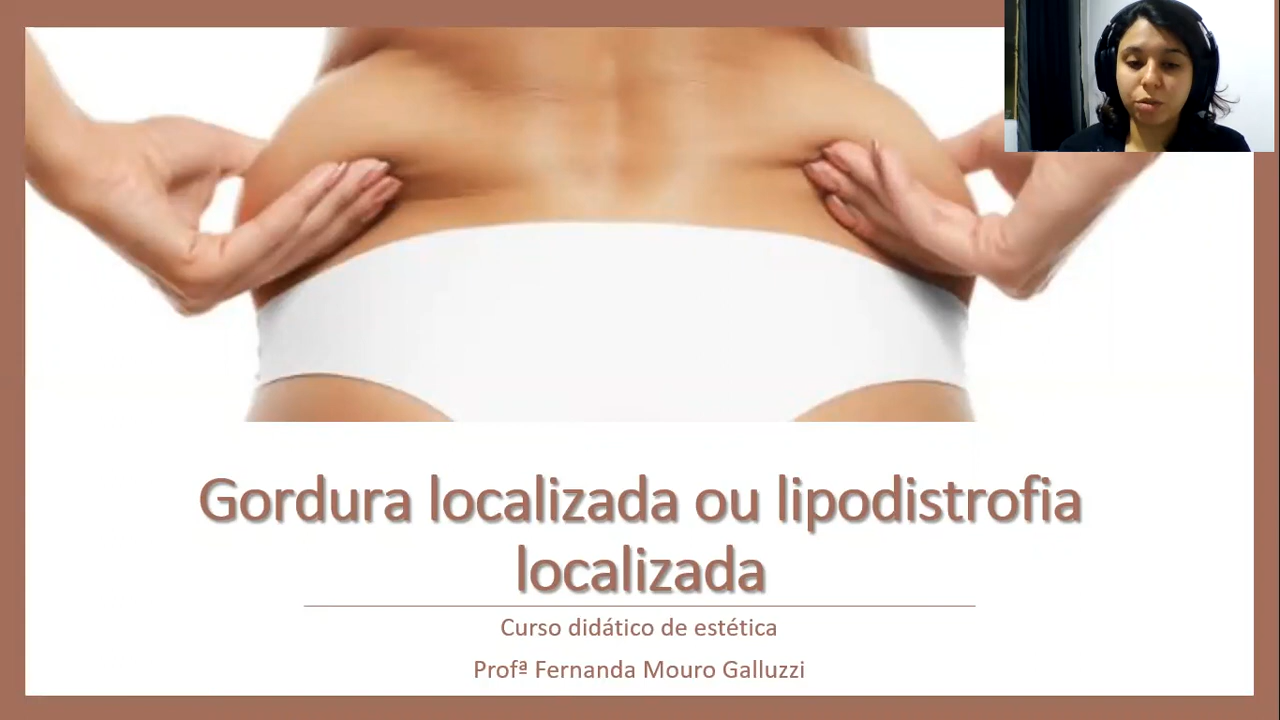 Gordura localizada ou lipodistrofia
localizada
Curso didático de estética
Profª Fernanda Mouro Galluzzi